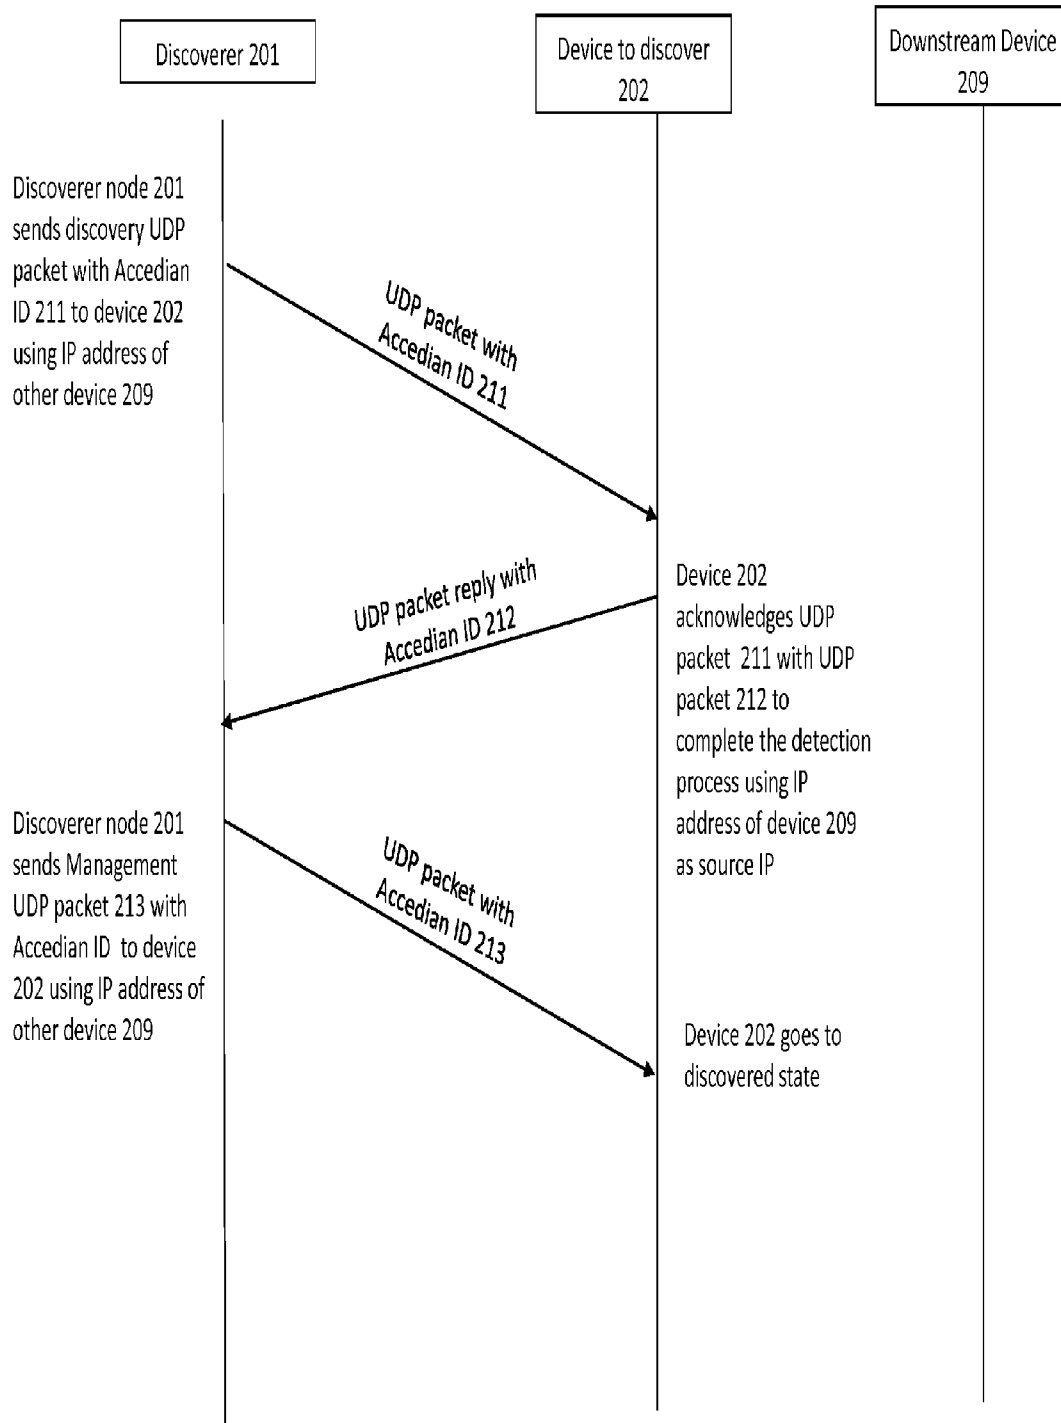 Discoverer 201
Device to discover
202
Downstream Device
209
Discoverer node 201
sends discovery UDP
packet with Accedian
ID 211 to device 202
using IP address of
other device 209
UDP packet with
Accedian ID 211
UDP packet reply with
Accedian ID 212
Device 202
acknowledges UDP
packet 211 with UDP
packet 212 to
complete the detection
process using IP
address of device 209
as source IP
Discoverer node 201
sends Management
UDP packet 213 with
Accedian ID to device
202 using IP address of
other device 209
UDP packet with
Accedian ID 213
Device 202 goes to
discovered state